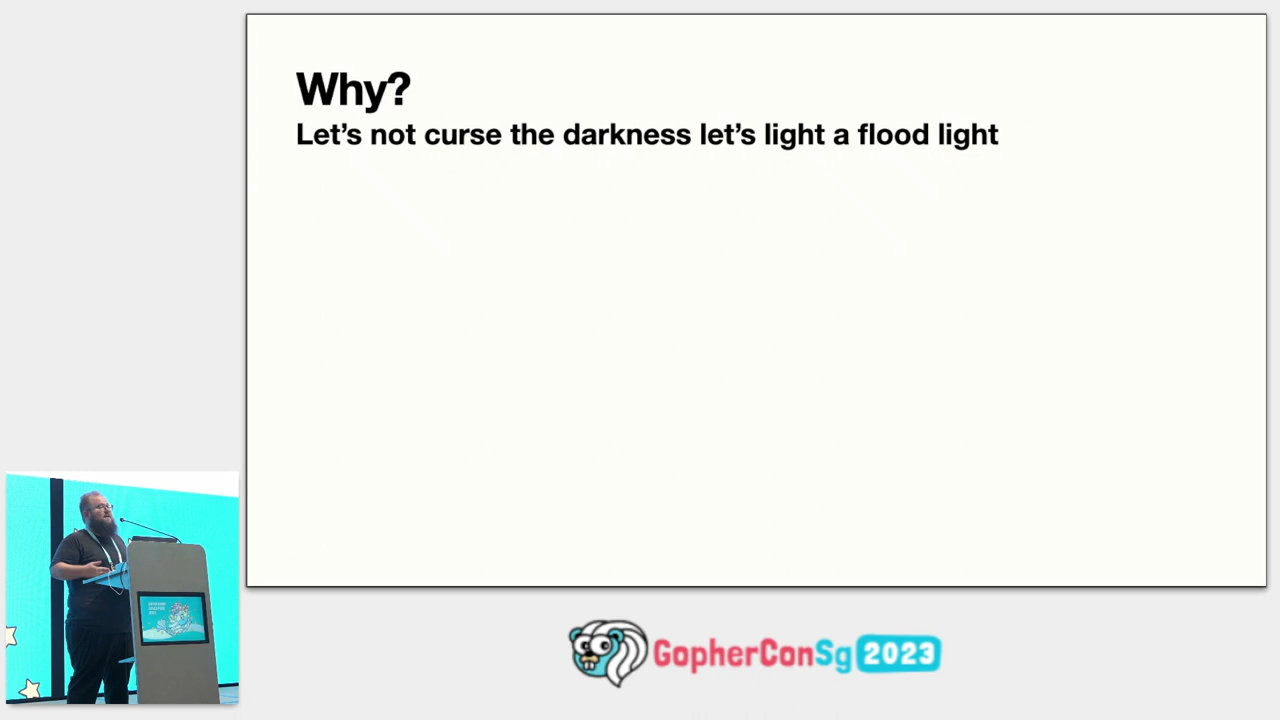 Why?
Let's not curse the darkness let's light a flood light
GopherConSg 2023